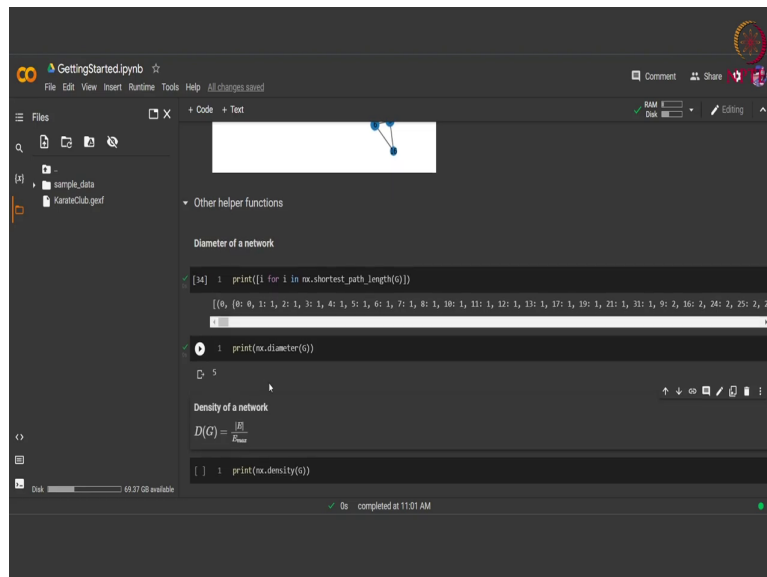 GettingStarted.ipynb
File Edit View Insert Runtime Tools Help All changes saved
Comment Share
Files
+ Code + Text
RAM
Disk
Editing
..
sample_data
KarateClub.gexf
{x}
Other helper functions
Diameter of a network
[34] 1 print([i for i in nx.shortest_path_length(G)])
[(0, {0: 0, 1: 1, 2: 1, 3: 1, 4: 1, 5: 1, 6: 1, 7: 1, 8: 1, 10: 1, 11: 1, 12: 1, 13: 1, 17: 1, 19: 1, 21: 1, 31: 1, 9: 2, 16: 2, 24: 2, 25: 2, 2
1 print(nx.diameter(G))
5
Density of a network
D(G) = |E| / E_max
[ ] 1 print(nx.density(G))
Disk 69.37 GB available
0s completed at 11:01 AM